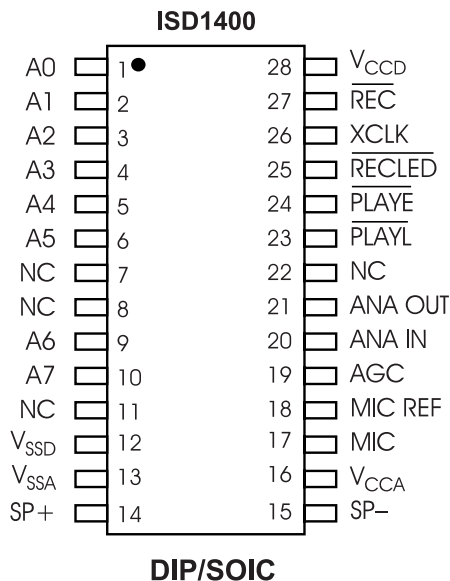 ISD1400
A0 1 28 VCCD
A1 2 27 REC
A2 3 26 XCLK
A3 4 25 RECLED
A4 5 24 PLAYE
A5 6 23 PLAYL
NC 7 22 NC
NC 8 21 ANA OUT
A6 9 20 ANA IN
A7 10 19 AGC
NC 11 18 MIC REF
VSSD 12 17 MIC
VSSA 13 16 VCCA
SP+ 14 15 SP–
DIP/SOIC